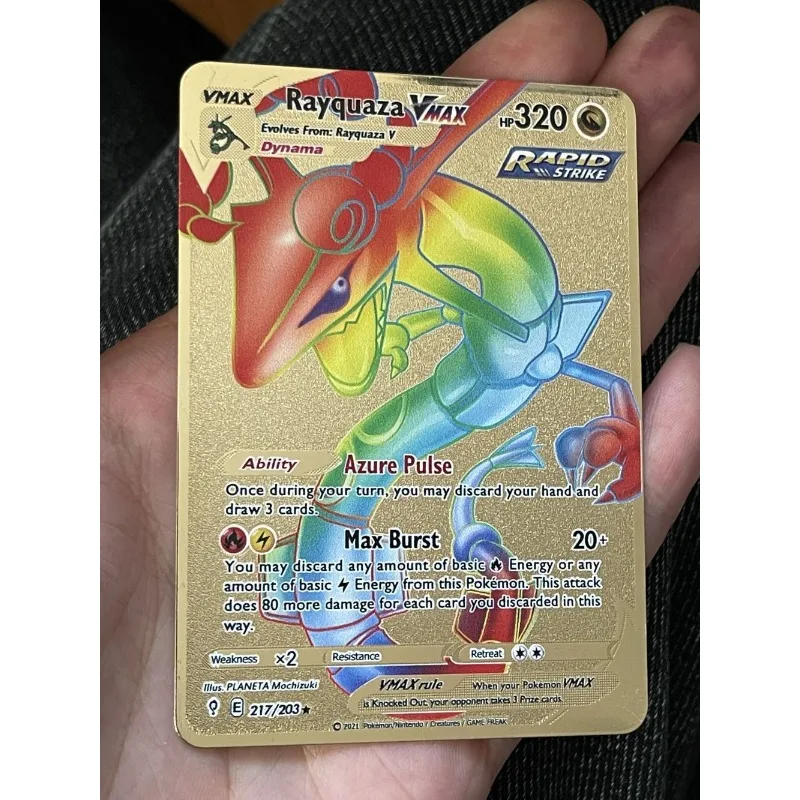 VMAX Rayquaza VMAX HP 320
Evolves From: Rayquaza V
Dynama
RAPID
STRIKE
Ability Azure Pulse
Once during your turn, you may discard your hand and
draw 3 cards.
Max Burst 20+
You may discard any amount of basic Energy or any
amount of basic Energy from this Pokémon. This attack
does 80 more damage for each card you discarded in this
way.
Weakness ×2 Resistance Retreat
Illus. PLANETA Mochizuki VMAX rule When your Pokémon VMAX
is Knocked Out, your opponent takes 3 Prize cards.
E 217/203★
© 2021 Pokémon/Nintendo / Creatures / GAME FREAK